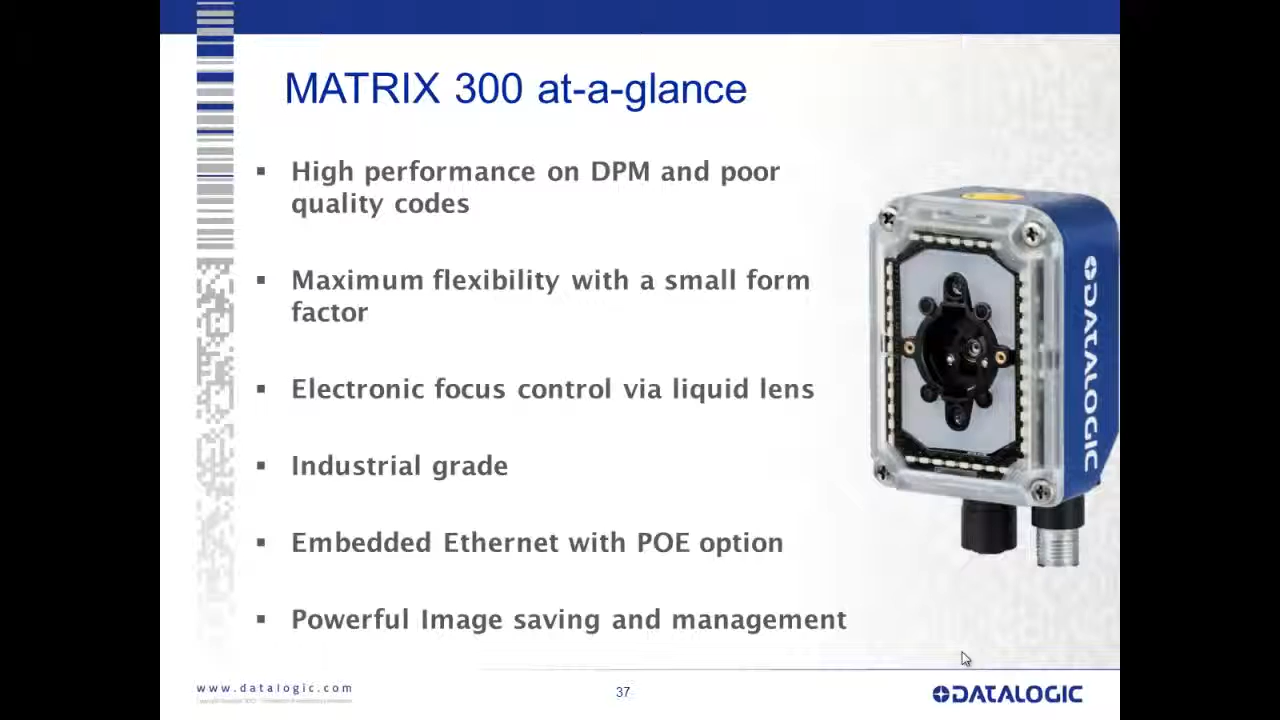 MATRIX 300 at-a-glance
▪ High performance on DPM and poor
quality codes
▪ Maximum flexibility with a small form
factor
▪ Electronic focus control via liquid lens
▪ Industrial grade
▪ Embedded Ethernet with POE option
▪ Powerful Image saving and management
DATALOGIC
www.datalogic.com
37
DATALOGIC